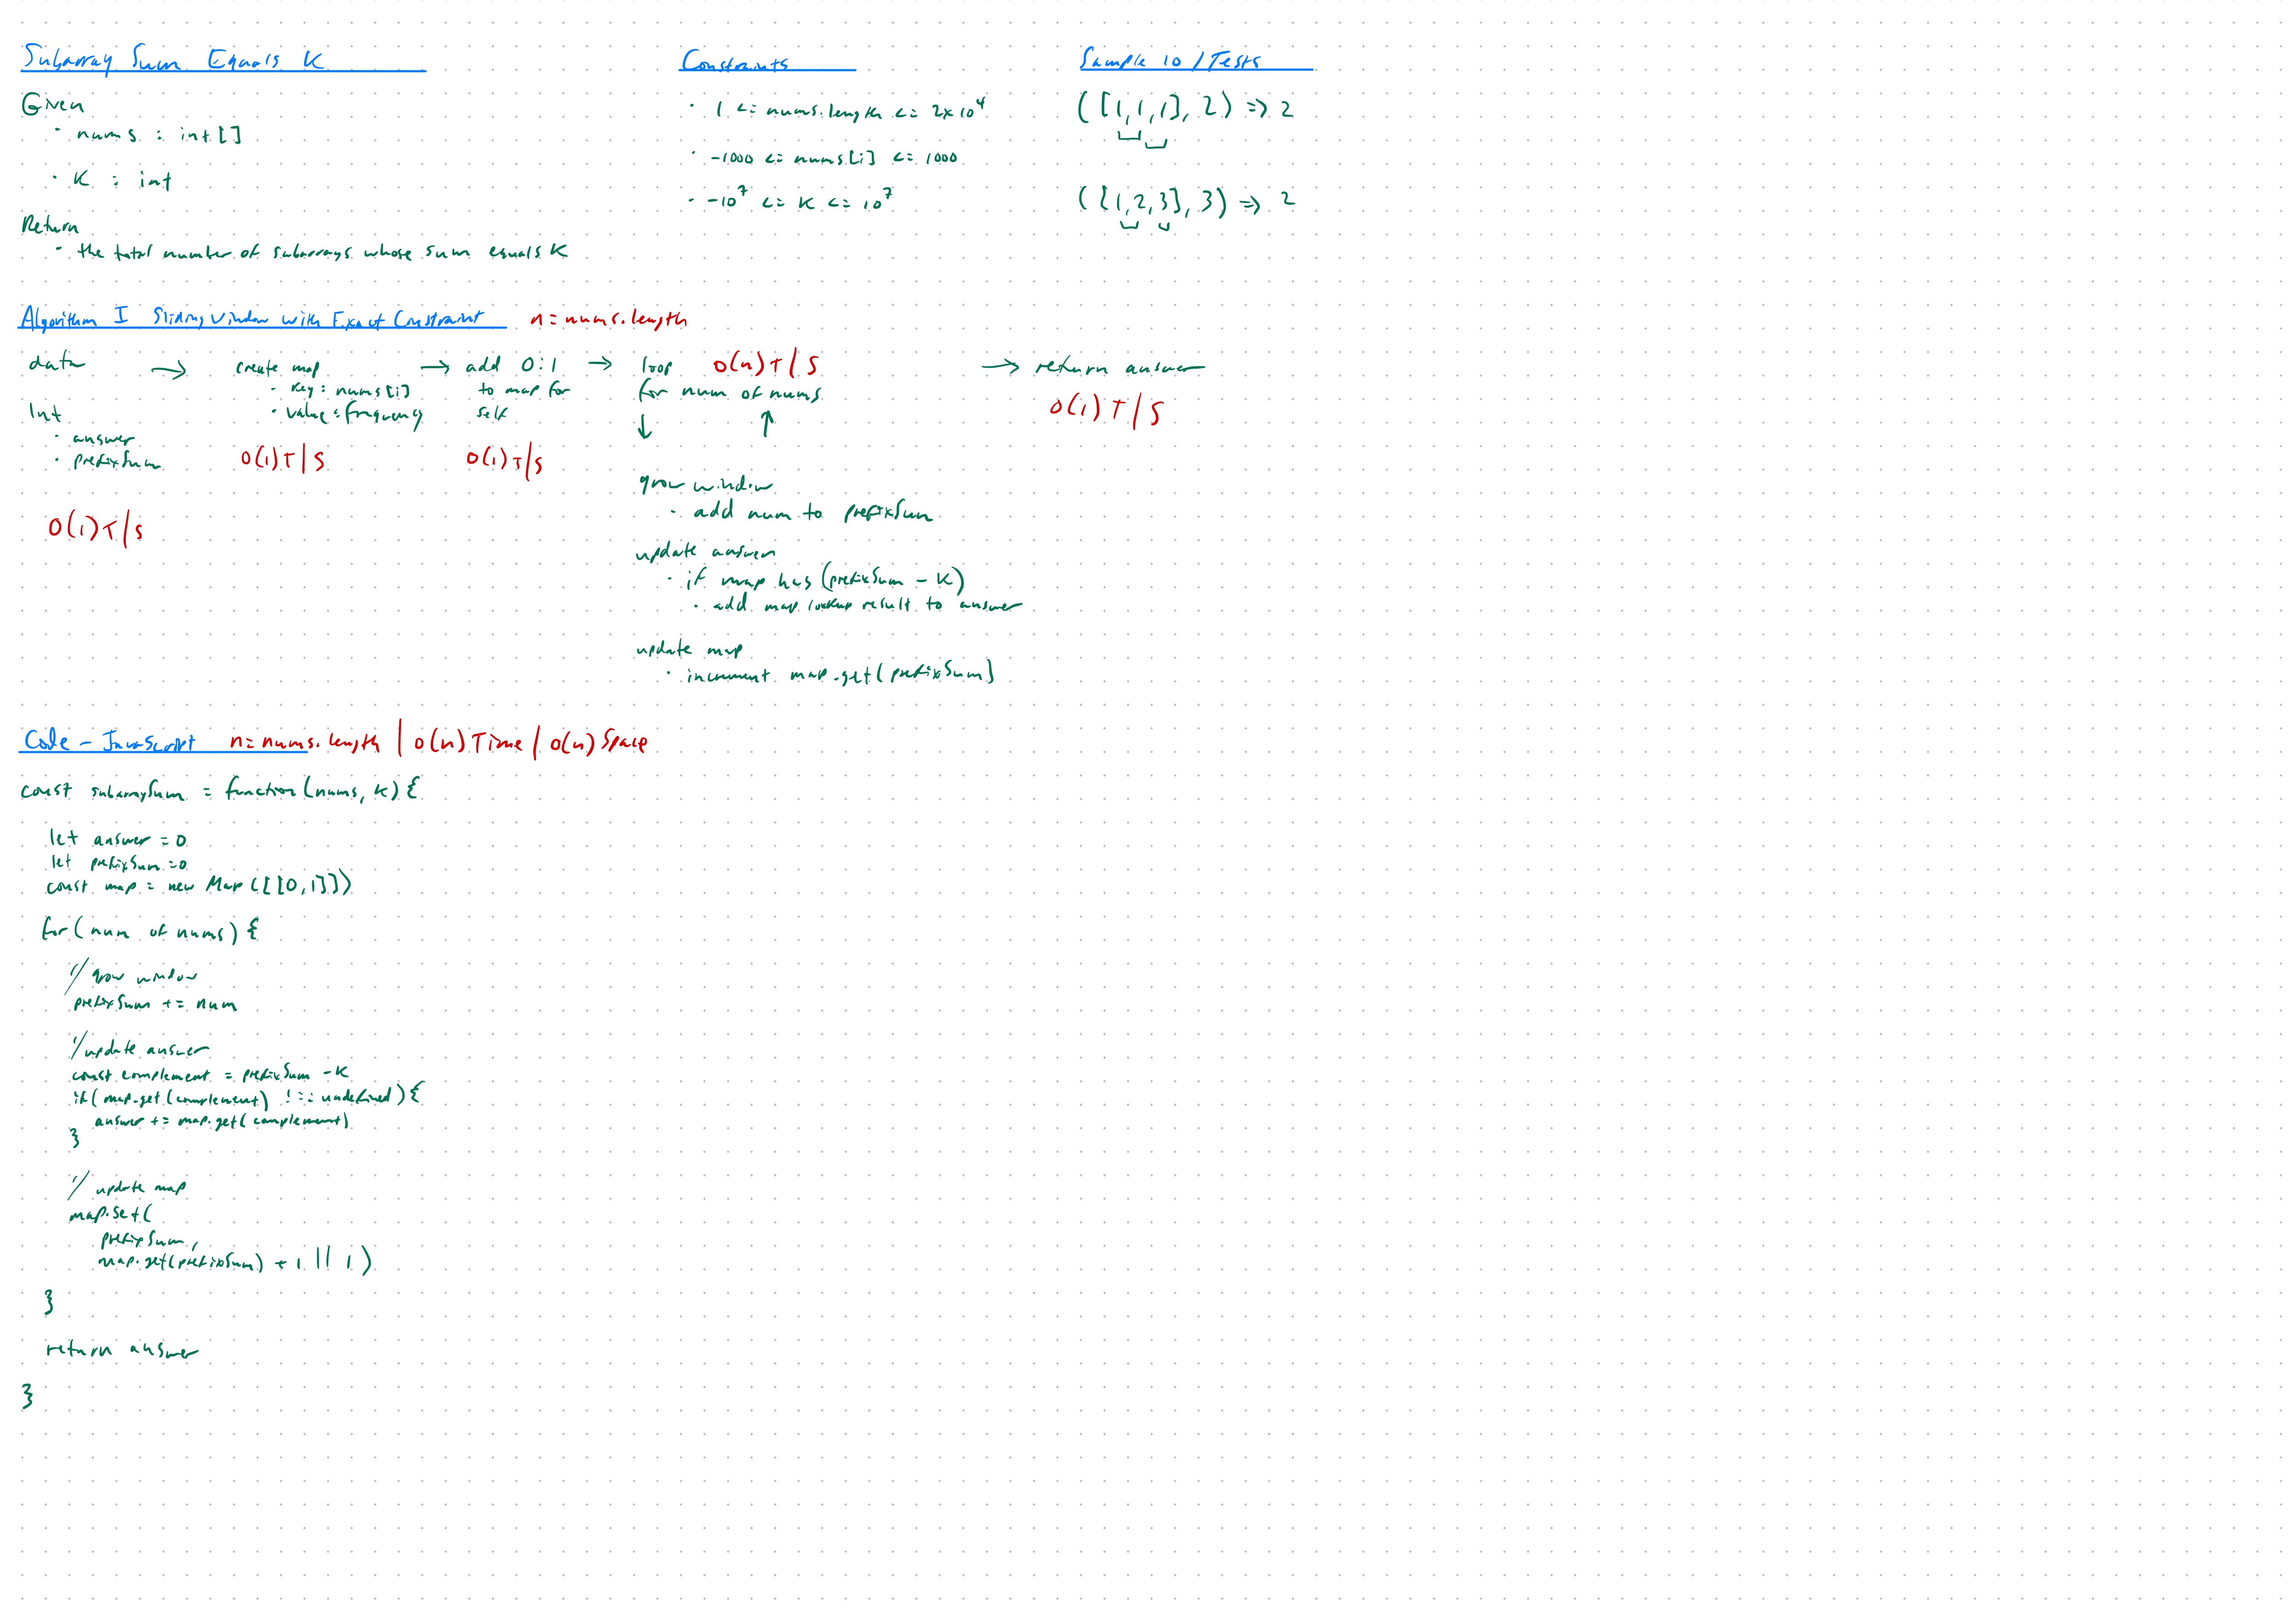 Subarray Sum Equals K
Given
· nums : int[]
· K : int
Return
· the total number of subarrays whose sum equals K
Constraints
· 1 <= nums.length <= 2x10^4
· -1000 <= nums[i] <= 1000
· -10^7 <= K <= 10^7
Sample IO / Tests
([1,1,1], 2) => 2
([1,2,3], 3) => 2
Algorithm I Sliding Window with Exact Constraint n = nums.length
data
Int
· answer
· prefixSum
O(1) T/S
→
create map
· Key : nums[i]
· value = frequency
O(1) T | S
→
add 0:1
to map for
self
O(1) T/S
→
loop O(n) T / S
for num of nums
↓ ↑
grow window
· add num to prefixSum
update answer
· if map has (prefixSum - K)
· add map lookup result to answer
update map
· increment map.get(prefixSum)
→ return answer
O(1) T / S
Code - JavaScript n = nums.length | O(n) Time / O(n) Space
const subarraySum = function(nums, K) {
let answer = 0
let prefixSum = 0
const map = new Map([[0,1]])
for (num of nums) {
// grow window
prefixSum += num
// update answer
const complement = prefixSum - K
if( map.get(complement) !== undefined) {
answer += map.get(complement)
}
// update map
map.set(
prefixSum,
map.get(prefixSum) + 1 || 1 )
}
return answer
}